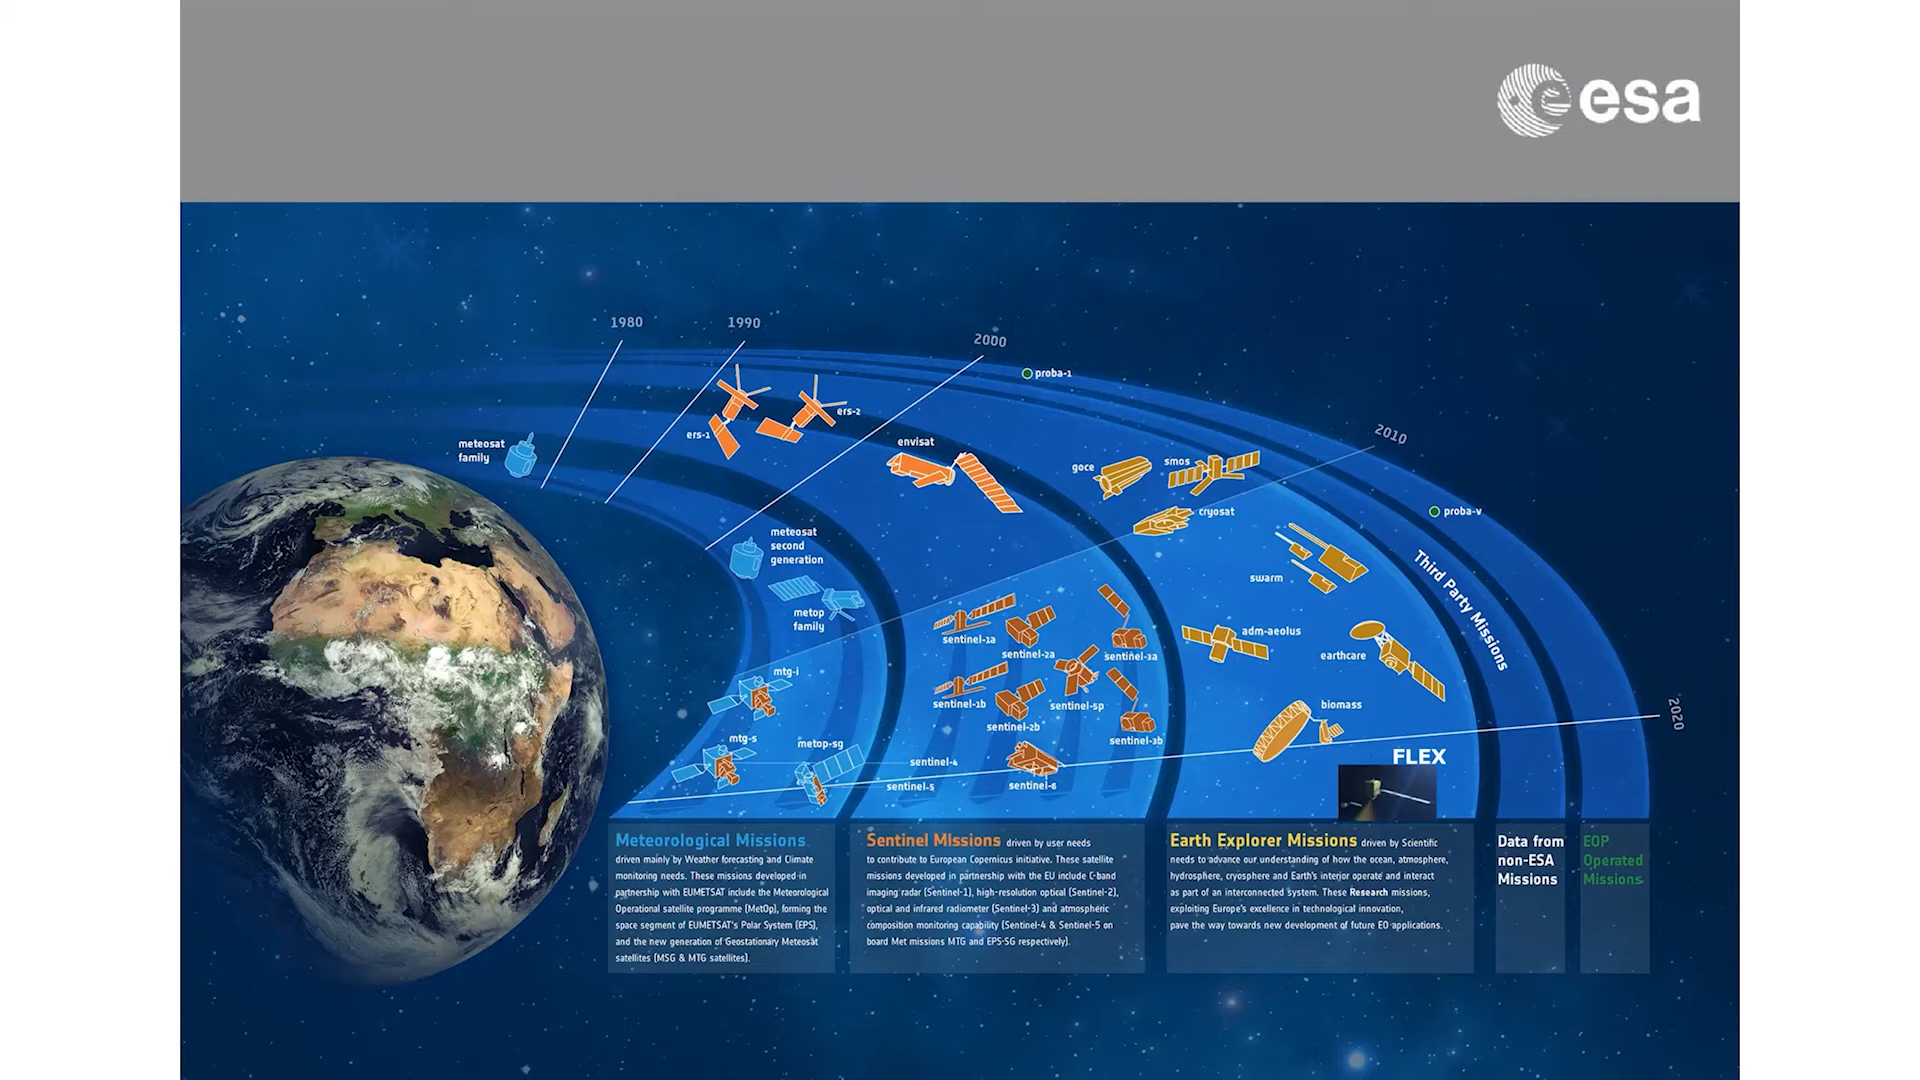 esa
1980
1990
2000
proba-1
ers-2
ers-1
meteosat
family
envisat
2010
goce
smos
cryosat
proba-v
meteosat
second
generation
swarm
metop
family
Third Party Missions
sentinel-1a
sentinel-2a
sentinel-3a
adm-aeolus
earthcare
mtg-i
sentinel-1b
sentinel-2b
sentinel-5p
sentinel-3b
biomass
2020
mtg-s
metop-sg
sentinel-4
sentinel-5
sentinel-6
FLEX
Meteorological Missions
driven mainly by Weather forecasting and Climate
monitoring needs. These missions developed in
partnership with EUMETSAT include the Meteorological
Operational satellite programme (MetOp), forming the
space segment of EUMETSAT's Polar System (EPS),
and the new generation of Geostationary Meteosat
satellites (MSG & MTG satellites).
Sentinel MIssions driven by user needs
to contribute to European Copernicus initiative. These satellite
missions developed in partnership with the EU include C-band
imaging radar (Sentinel-1), high-resolution optical (Sentinel-2),
optical and infrared radiometer (Sentinel-3) and atmospheric
composition monitoring capability (Sentinel-4 & Sentinel-5 on
board Met missions MTG and EPS-SG respectively).
Earth Explorer Missions driven by Scientific
needs to advance our understanding of how the ocean, atmosphere,
hydrosphere, cryosphere and Earth's interior operate and interact
as part of an interconnected system. These Research missions,
exploiting Europe's excellence in technological innovation,
pave the way towards new development of future EO applications.
Data from
non-ESA
Missions
EOP
Operated
Missions